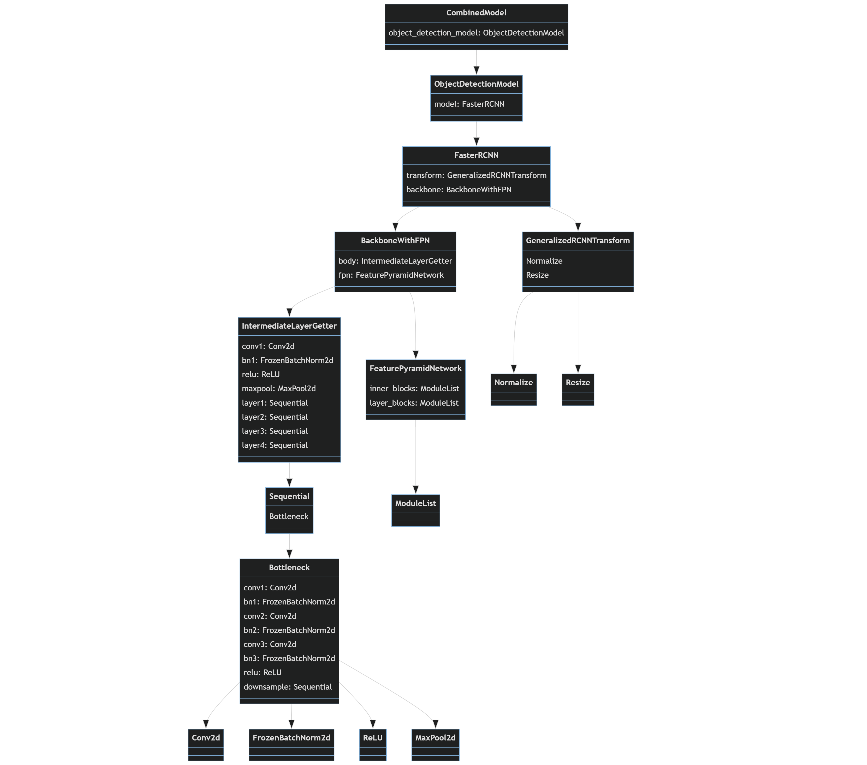 CombinedModel
object_detection_model: ObjectDetectionModel
ObjectDetectionModel
model: FasterRCNN
FasterRCNN
transform: GeneralizedRCNNTransform
backbone: BackboneWithFPN
BackboneWithFPN
body: IntermediateLayerGetter
fpn: FeaturePyramidNetwork
GeneralizedRCNNTransform
Normalize
Resize
IntermediateLayerGetter
conv1: Conv2d
bn1: FrozenBatchNorm2d
relu: ReLU
maxpool: MaxPool2d
layer1: Sequential
layer2: Sequential
layer3: Sequential
layer4: Sequential
FeaturePyramidNetwork
inner_blocks: ModuleList
layer_blocks: ModuleList
Normalize
Resize
Sequential
Bottleneck
ModuleList
Bottleneck
conv1: Conv2d
bn1: FrozenBatchNorm2d
conv2: Conv2d
bn2: FrozenBatchNorm2d
conv3: Conv2d
bn3: FrozenBatchNorm2d
relu: ReLU
downsample: Sequential
Conv2d
FrozenBatchNorm2d
ReLU
MaxPool2d